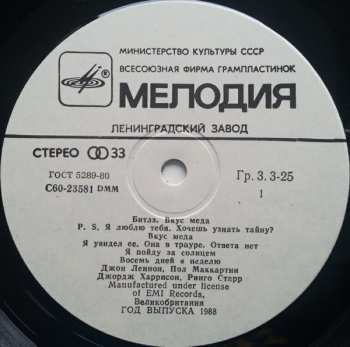 МИНИСТЕРСТВО КУЛЬТУРЫ СССР
ВСЕСОЮЗНАЯ ФИРМА ГРАМПЛАСТИНОК
МЕЛОДИЯ
ЛЕНИНГРАДСКИЙ ЗАВОД
СТЕРЕО 33
ГОСТ 5289-80
С60-23581 DMM
Гр. 3. 3-25
1
Битлз. Вкус меда
P. S. Я люблю тебя. Хочешь узнать тайну?
Вкус меда
Я увидел ее. Она в трауре. Ответа нет
Я пойду за солнцем
Восемь дней в неделю
Джон Леннон, Пол Маккартни
Джордж Харрисон, Ринго Старр
Manufactured under license
of EMI Records,
Великобритания
ГОД ВЫПУСКА 1988